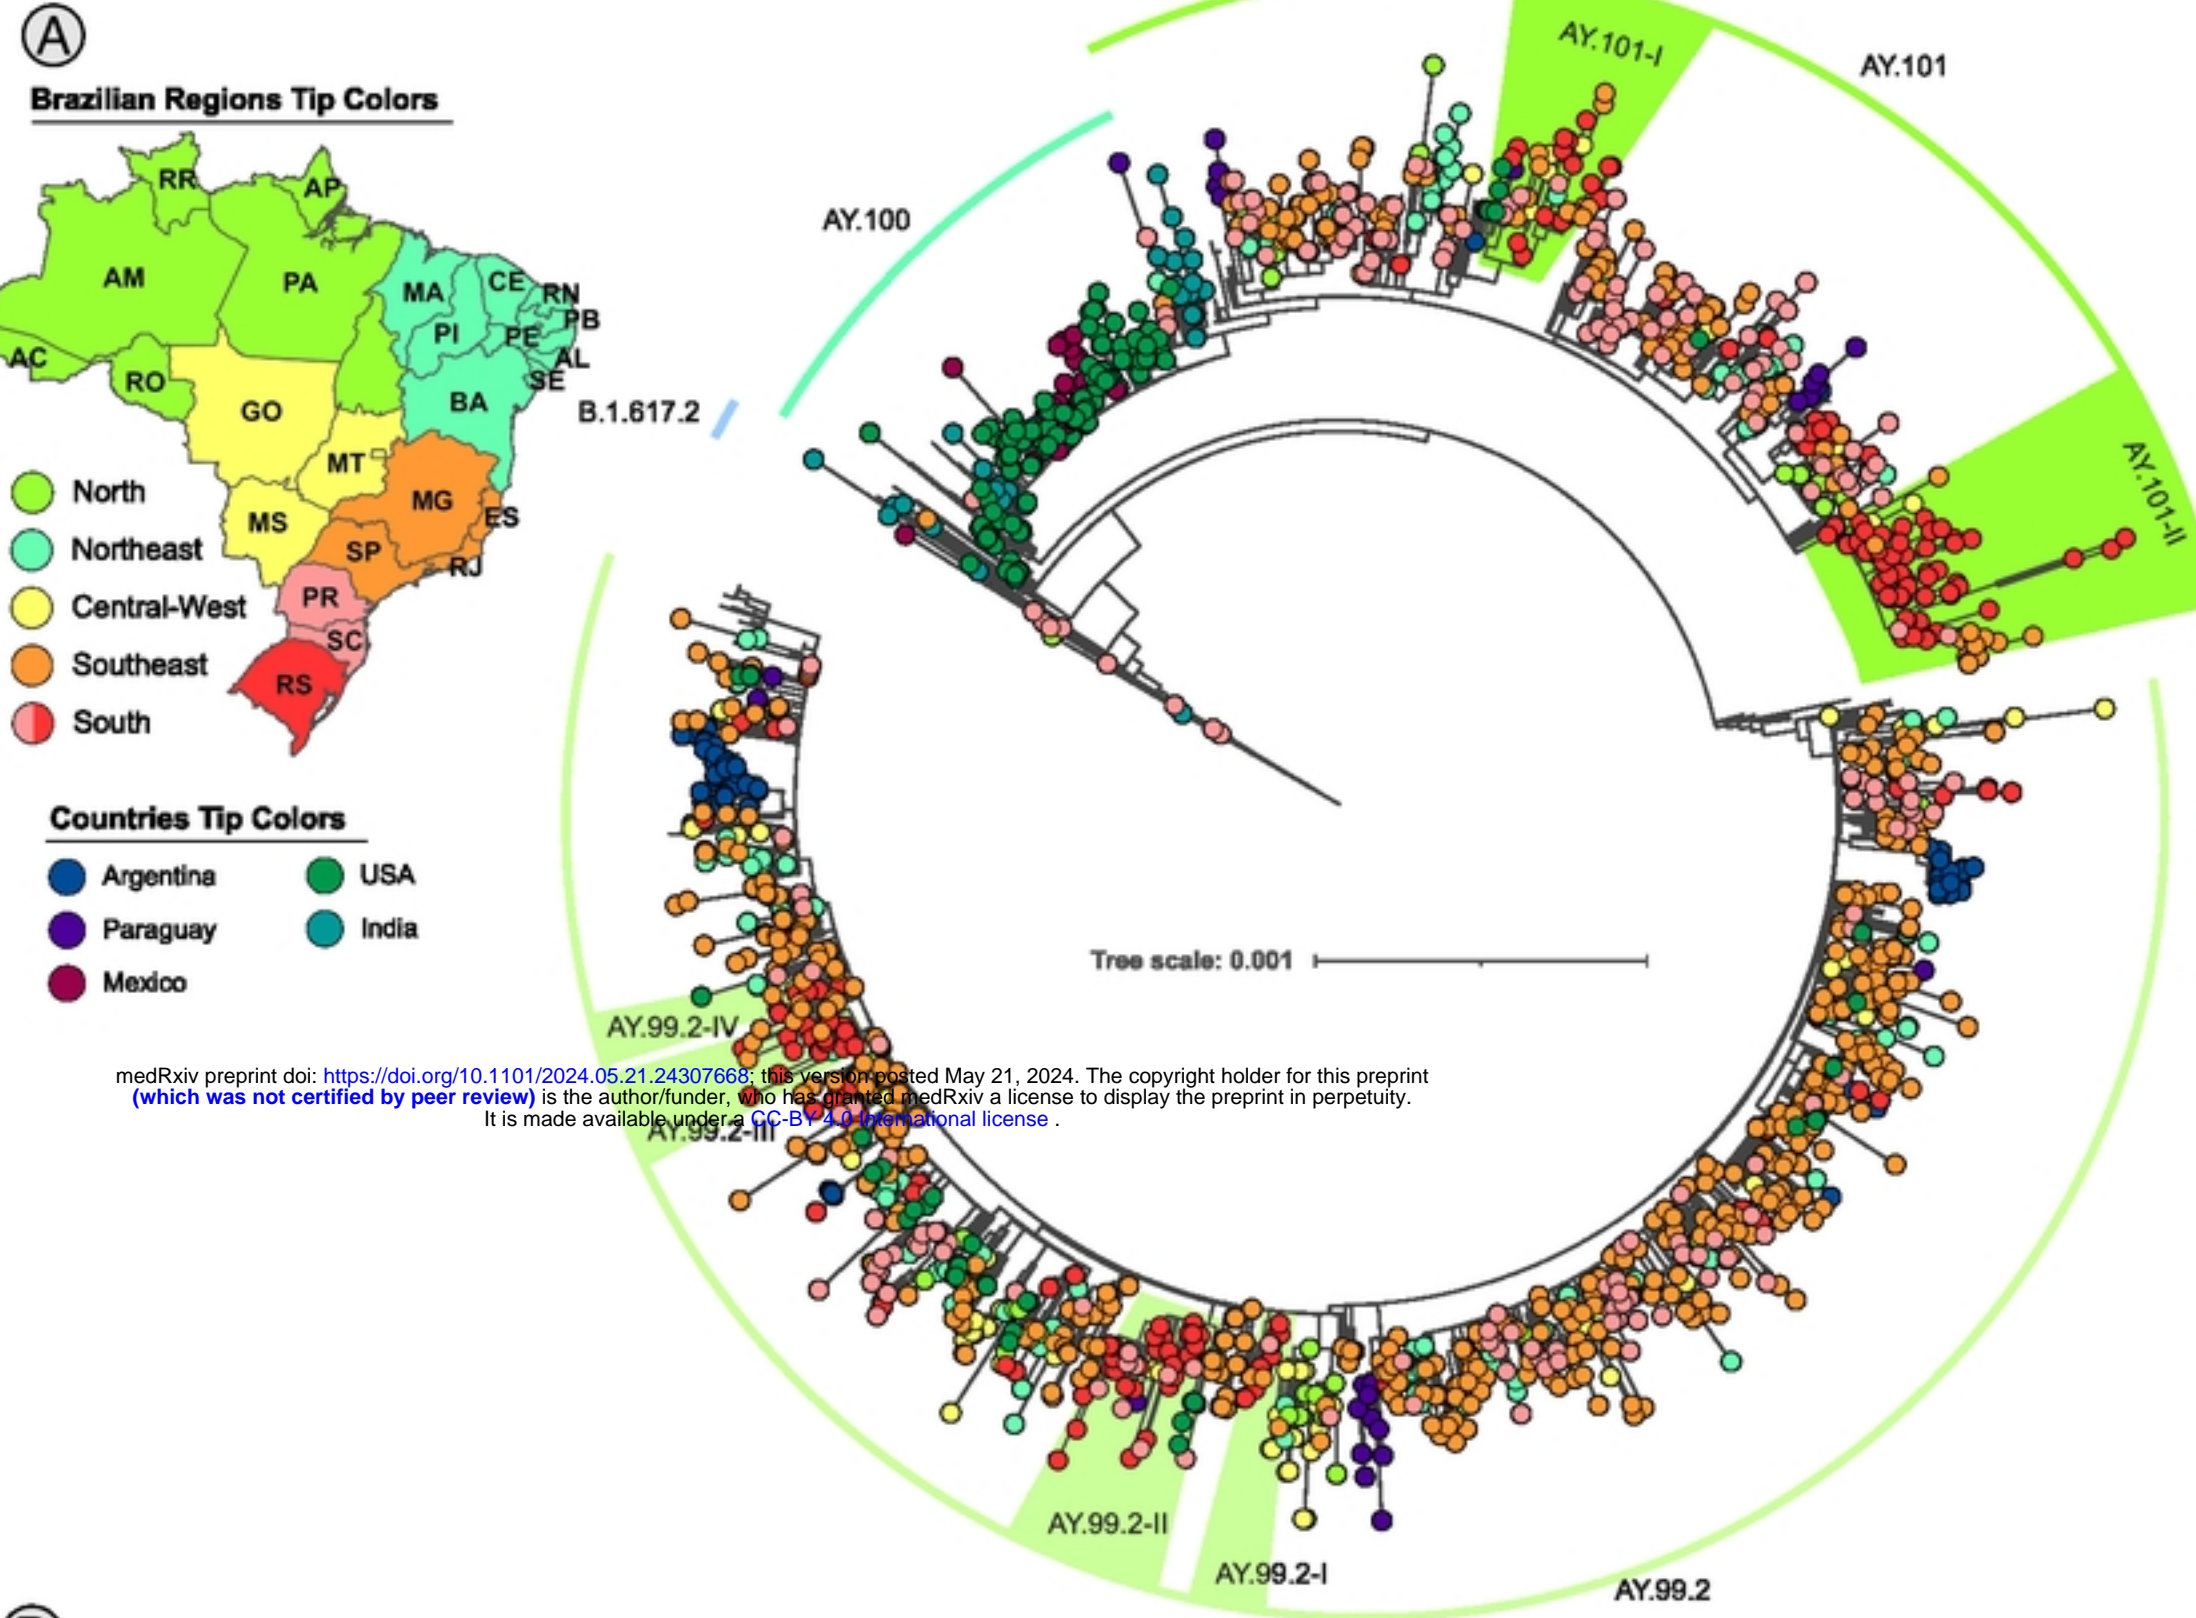 A
Brazilian Regions Tip Colors
RR
AP
AM
PA
MA
CE
RN
PB
PI
PE
AL
SE
AC
RO
GO
BA
MT
MG
ES
MS
SP
RJ
PR
SC
RS
North
Northeast
Central-West
Southeast
South
Countries Tip Colors
Argentina
USA
Paraguay
India
Mexico
B.1.617.2
AY.100
AY.101-I
AY.101
AY.101-II
Tree scale: 0.001
AY.99.2-IV
medRxiv preprint doi: https://doi.org/10.1101/2024.05.21.24307668; this version posted May 21, 2024. The copyright holder for this preprint
(which was not certified by peer review) is the author/funder, who has granted medRxiv a license to display the preprint in perpetuity.
It is made available under a CC-BY 4.0 International license .
AY.99.2-III
AY.99.2-II
AY.99.2-I
AY.99.2